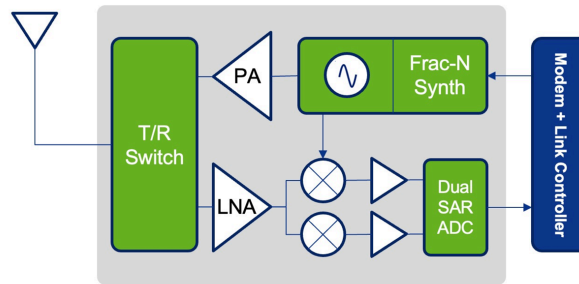 PA
Frac-N
Synth
T/R
Switch
LNA
Dual
SAR
ADC
Modem + Link Controller